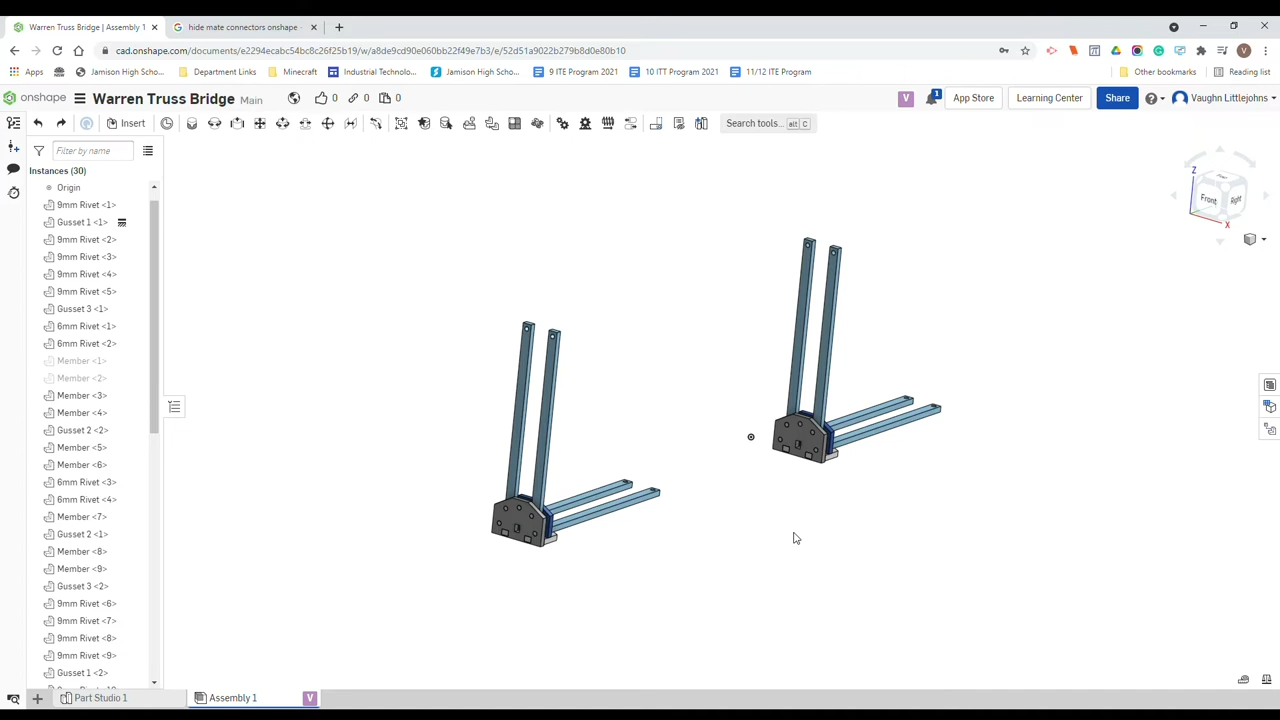 Warren Truss Bridge | Assembly 1
hide mate connectors onshape -
cad.onshape.com/documents/e2294ecabc54bc8c26f25b19/w/a8de9cd90e060bb22f49e7b3/e/52d51a9022b279b8d0e80b10
V
Apps
Jamison High Scho...
Department Links
Minecraft
Industrial Technolo...
Jamison High Scho...
9 ITE Program 2021
10 ITT Program 2021
11/12 ITE Program
Other bookmarks
Reading list
onshape
Warren Truss Bridge Main
0
0
0
V
1
App Store
Learning Center
Share
Vaughn Littlejohns
Insert
Search tools... alt C
Filter by name
Instances (30)
Origin
9mm Rivet <1>
Gusset 1 <1>
9mm Rivet <2>
9mm Rivet <3>
9mm Rivet <4>
9mm Rivet <5>
Gusset 3 <1>
6mm Rivet <1>
6mm Rivet <2>
Member <1>
Member <2>
Member <3>
Member <4>
Gusset 2 <2>
Member <5>
Member <6>
6mm Rivet <3>
6mm Rivet <4>
Member <7>
Gusset 2 <1>
Member <8>
Member <9>
Gusset 3 <2>
9mm Rivet <6>
9mm Rivet <7>
9mm Rivet <8>
9mm Rivet <9>
Gusset 1 <2>
Z
Front
Right
X
Part Studio 1
Assembly 1
V